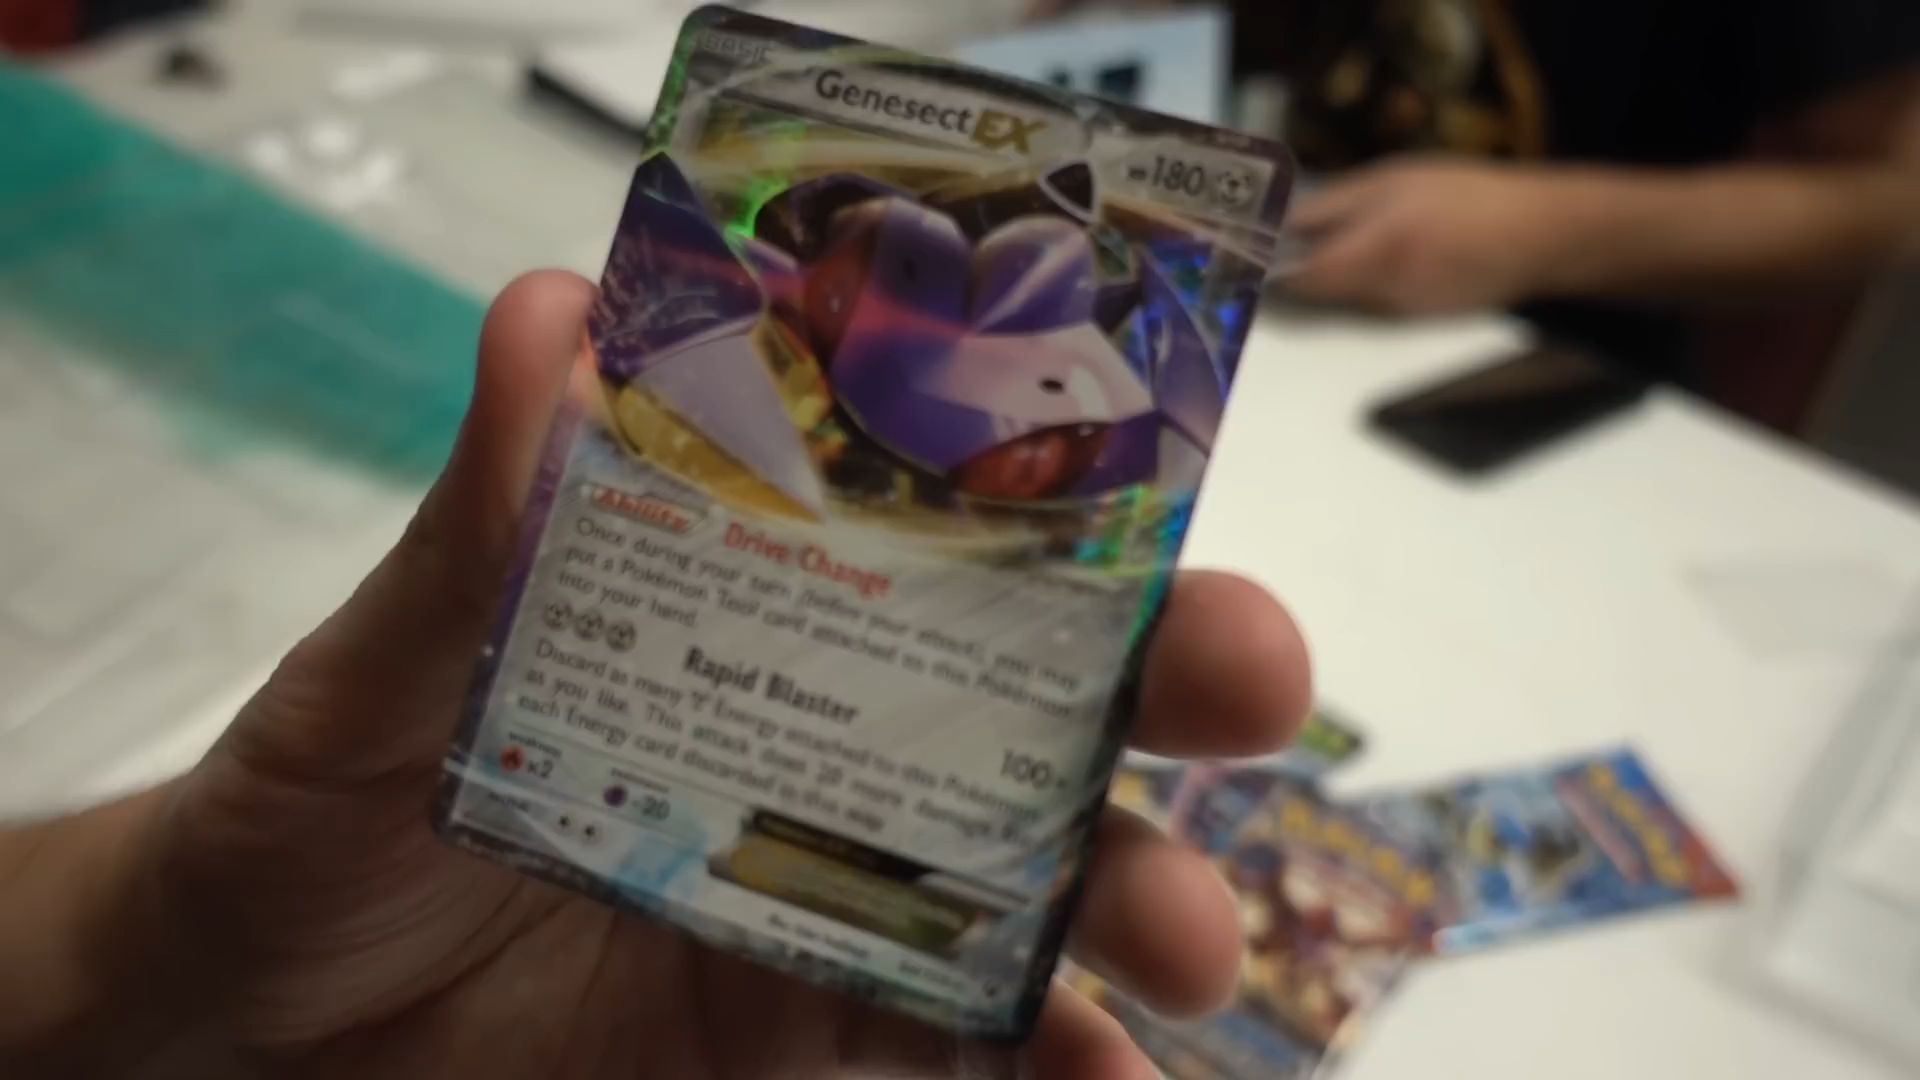 BASIC
Genesect EX
HP180
Ability Drive Change
Once during your turn (before your attack), you may
put a Pokémon Tool card attached to this Pokémon
into your hand.
Rapid Blaster 100+
Discard as many Energy attached to this Pokémon
as you like. This attack does 20 more damage for
each Energy card discarded in this way.
weakness
×2
resistance
-20